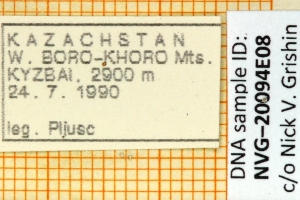 KAZACHSTAN
W. BORO-KHORO Mts.
KYZBAI, 2900 m
24. 7. 1990
leg. Pljusc
DNA sample ID:
NVG–20094E08
c/o Nick V. Grishin